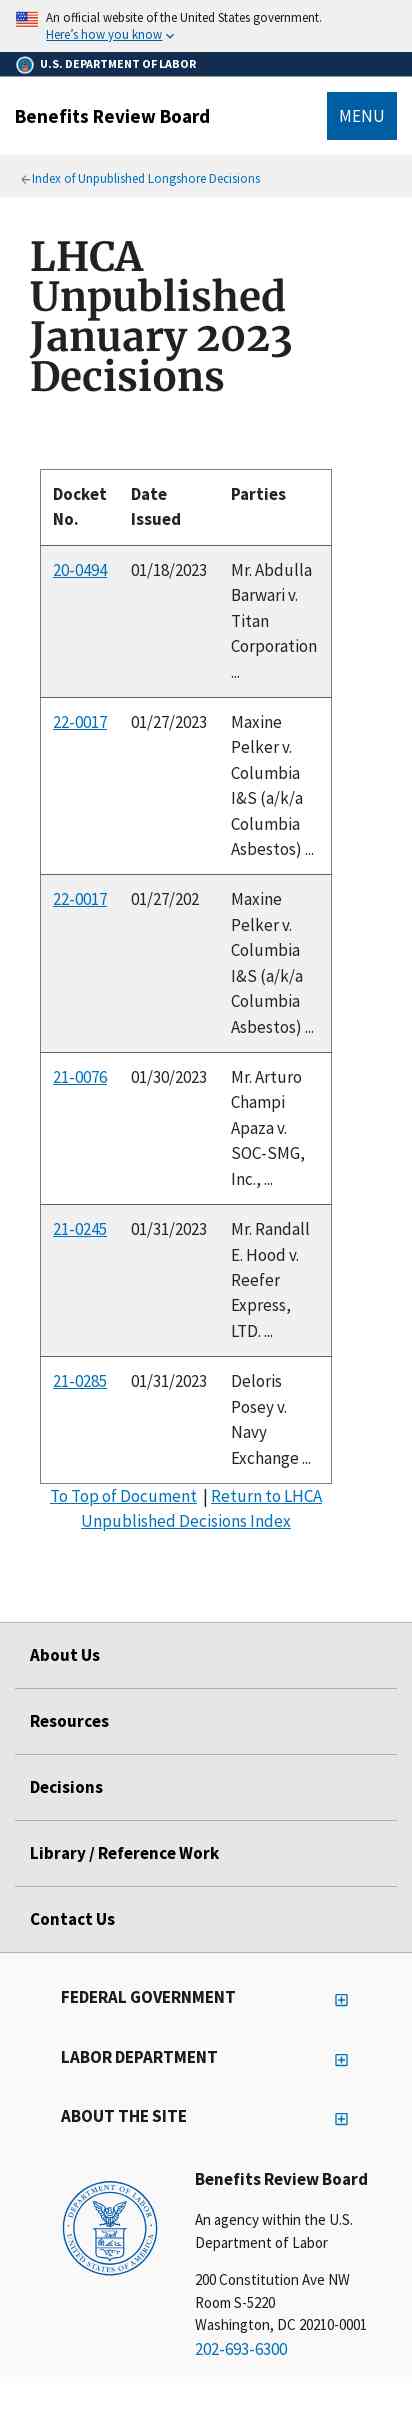 An official website of the United States government.
Here's how you know
U.S. DEPARTMENT OF LABOR
Benefits Review Board
MENU
Index of Unpublished Longshore Decisions
LHCA
Unpublished
January 2023
Decisions
Docket No. Date Issued Parties
20-0494 01/18/2023 Mr. Abdulla
Barwari v.
Titan
Corporation
...
22-0017 01/27/2023 Maxine
Pelker v.
Columbia
I&S (a/k/a
Columbia
Asbestos) ...
22-0017 01/27/202 Maxine
Pelker v.
Columbia
I&S (a/k/a
Columbia
Asbestos) ...
21-0076 01/30/2023 Mr. Arturo
Champi
Apaza v.
SOC-SMG,
Inc., ...
21-0245 01/31/2023 Mr. Randall
E. Hood v.
Reefer
Express,
LTD. ...
21-0285 01/31/2023 Deloris
Posey v.
Navy
Exchange ...
To Top of Document | Return to LHCA
Unpublished Decisions Index
About Us
Resources
Decisions
Library / Reference Work
Contact Us
FEDERAL GOVERNMENT
LABOR DEPARTMENT
ABOUT THE SITE
DEPARTMENT OF LABOR
UNITED STATES OF AMERICA
Benefits Review Board
An agency within the U.S.
Department of Labor
200 Constitution Ave NW
Room S-5220
Washington, DC 20210-0001
202-693-6300